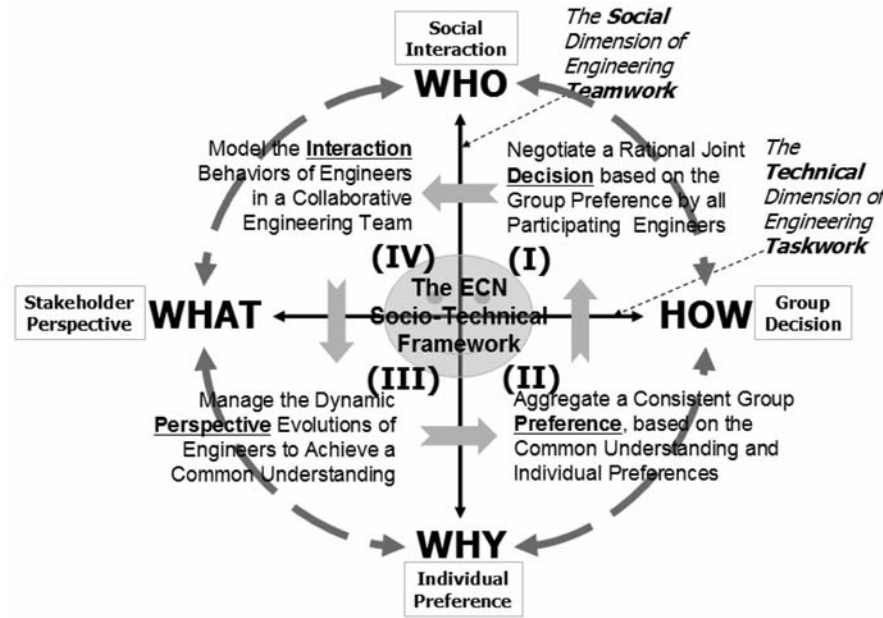 Social
Interaction
WHO
The Social
Dimension of
Engineering
Teamwork
Model the Interaction
Behaviors of Engineers
in a Collaborative
Engineering Team
Negotiate a Rational Joint
Decision based on the
Group Preference by all
Participating Engineers
The
Technical
Dimension of
Engineering
Taskwork
(IV)
(I)
Stakeholder
Perspective
WHAT
The ECN
Socio-Technical
Framework
HOW
Group
Decision
(III)
(II)
Manage the Dynamic
Perspective Evolutions of
Engineers to Achieve a
Common Understanding
Aggregate a Consistent Group
Preference, based on the
Common Understanding and
Individual Preferences
WHY
Individual
Preference